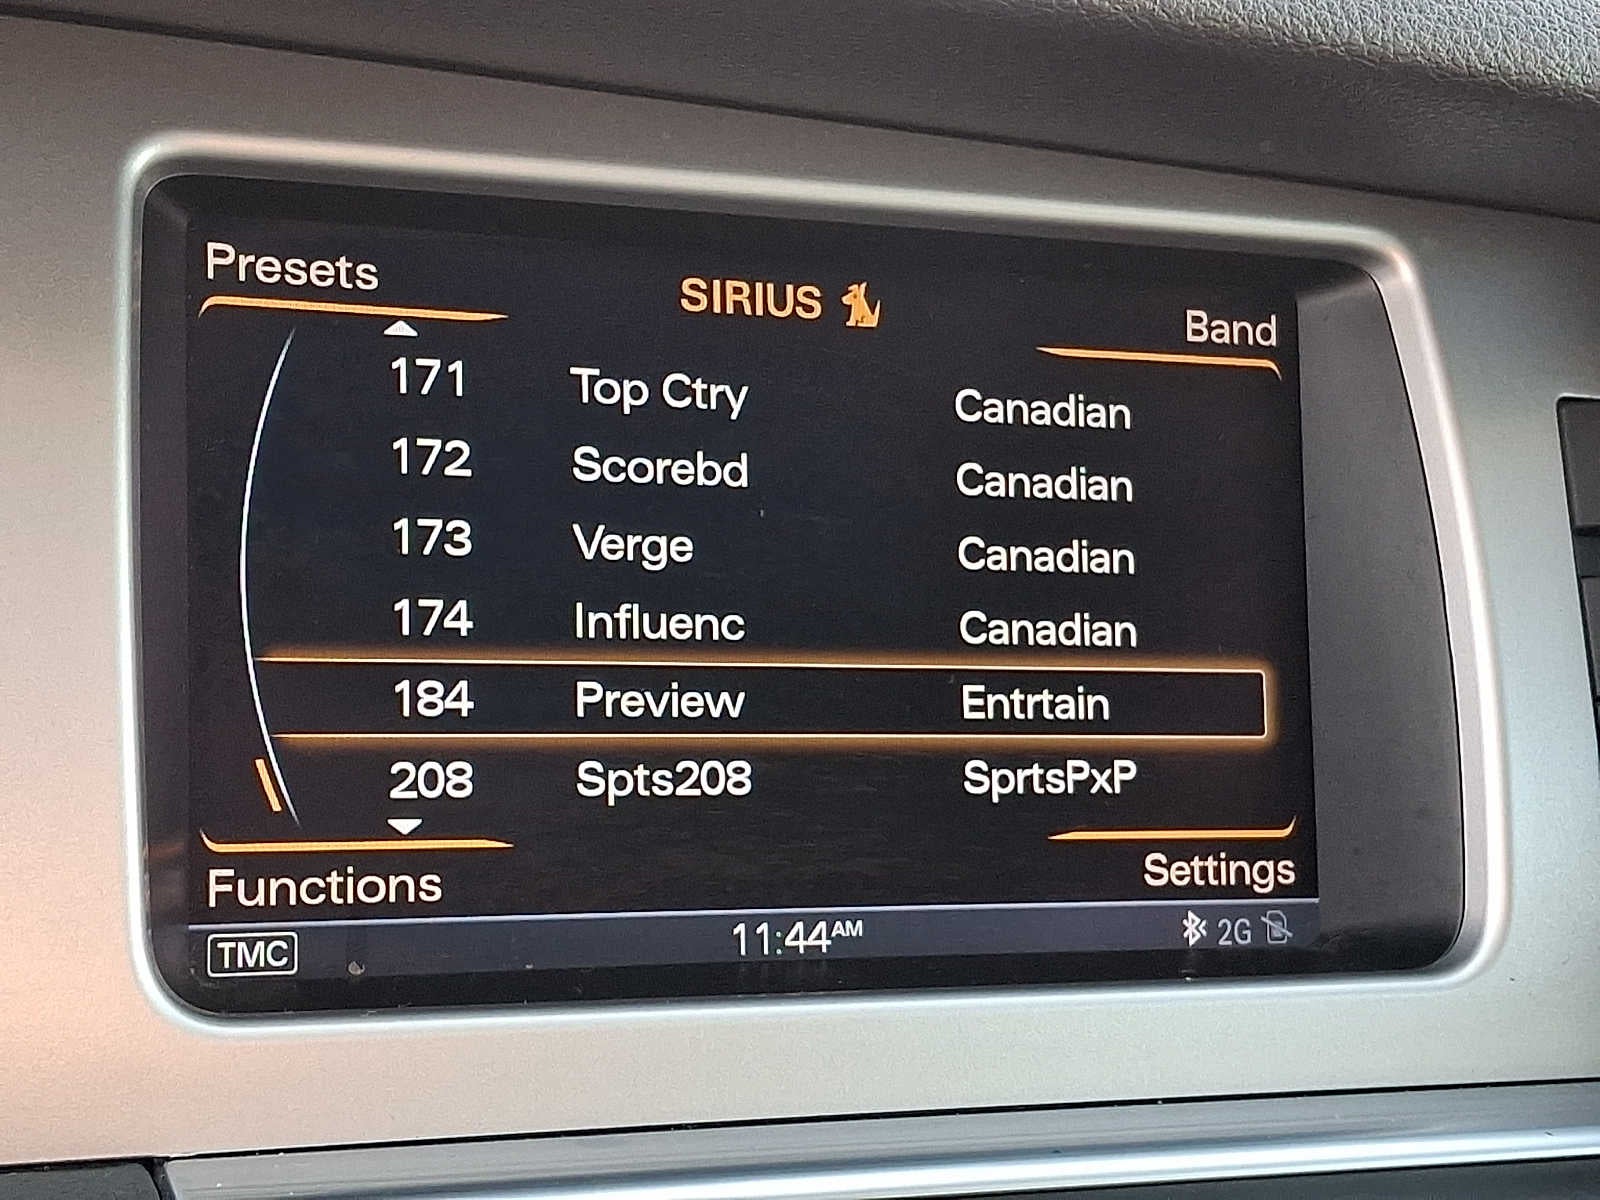 Presets
SIRIUS
Band
171 Top Ctry Canadian
172 Scorebd Canadian
173 Verge Canadian
174 Influenc Canadian
184 Preview Entrtain
208 Spts208 SprtsPxP
Functions
Settings
TMC
11:44AM
2G